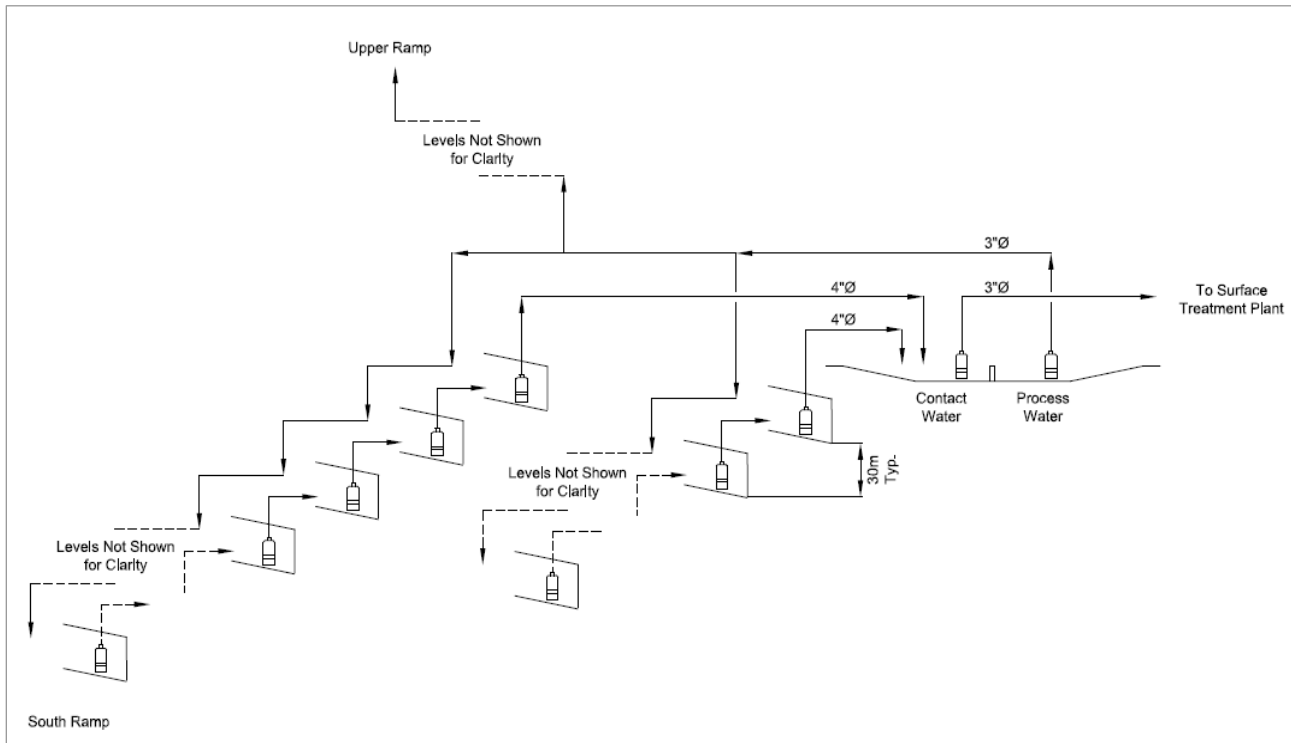 Upper Ramp
Levels Not Shown
for Clarity
3"Ø
4"Ø
3"Ø
To Surface
Treatment Plant
4"Ø
Contact
Water
Process
Water
30m
Typ.
Levels Not Shown
for Clarity
Levels Not Shown
for Clarity
South Ramp